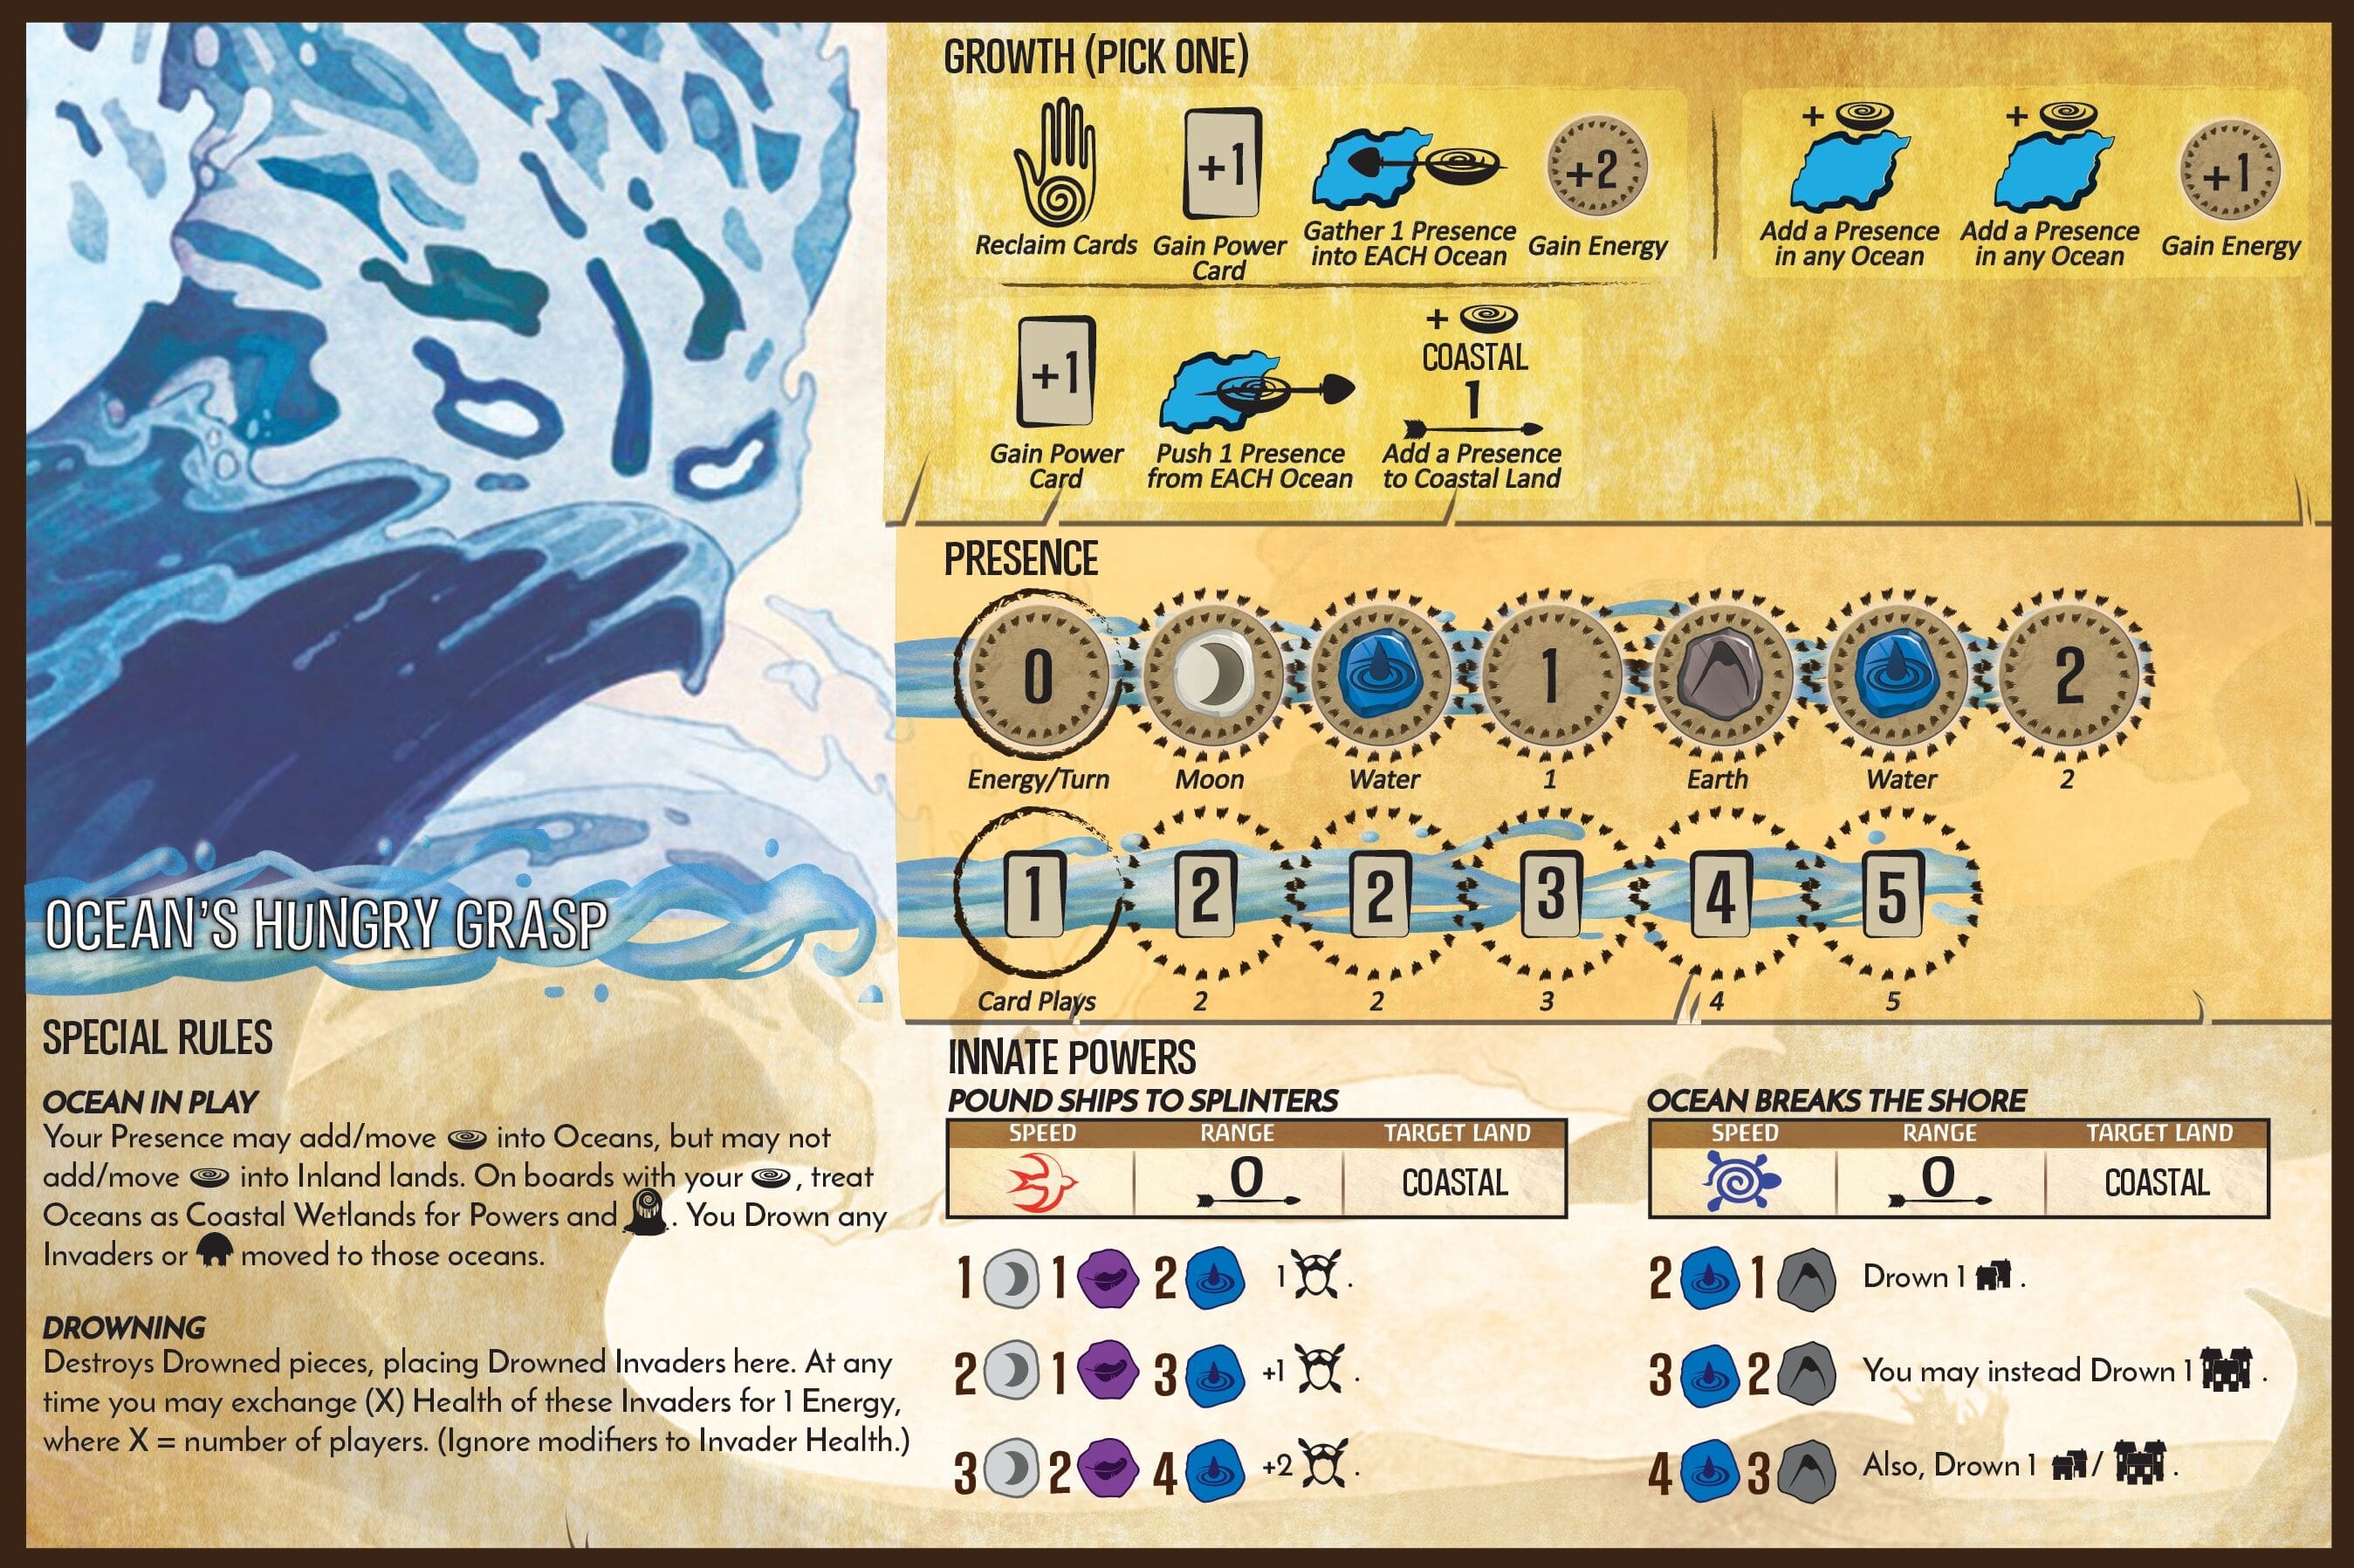 GROWTH (PICK ONE)
+1
+2
+
+
+1
Reclaim Cards
Gain Power
Card
Gather 1 Presence
into EACH Ocean
Gain Energy
Add a Presence
in any Ocean
Add a Presence
in any Ocean
Gain Energy
+1
+
COASTAL
1
Gain Power
Card
Push 1 Presence
from EACH Ocean
Add a Presence
to Coastal Land
PRESENCE
0 1 2
Energy/Turn Moon Water 1 Earth Water 2
1 2 2 3 4 5
Card Plays 2 2 3 4 5
OCEAN'S HUNGRY GRASP
SPECIAL RULES
OCEAN IN PLAY
Your Presence may add/move into Oceans, but may not
add/move into Inland lands. On boards with your , treat
Oceans as Coastal Wetlands for Powers and . You Drown any
Invaders or moved to those oceans.
DROWNING
Destroys Drowned pieces, placing Drowned Invaders here. At any
time you may exchange (X) Health of these Invaders for 1 Energy,
where X = number of players. (Ignore modifiers to Invader Health.)
INNATE POWERS
POUND SHIPS TO SPLINTERS
SPEED RANGE TARGET LAND
0 COASTAL
1 1 2 1 .
2 1 3 +1 .
3 2 4 +2 .
OCEAN BREAKS THE SHORE
SPEED RANGE TARGET LAND
0 COASTAL
2 1 Drown 1 .
3 2 You may instead Drown 1 .
4 3 Also, Drown 1 / .